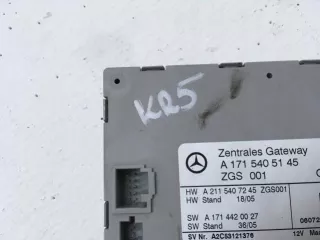 KR5
Zentrales Gateway
A 171 540 51 45
ZGS 001
HW A 211 540 72 45 ZGS001
HW Stand 18/05
SW A 171 442 00 27
SW Stand 36/05
SV Nr. A2C53121376
12V